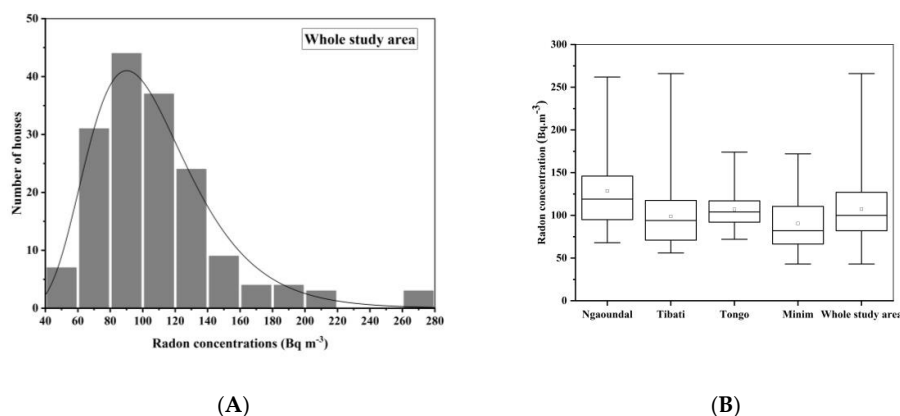 50
Whole study area
40
30
20
10
0
40 60 80 100 120 140 160 180 200 220 240 260 280
Number of houses
Radon concentrations (Bq m⁻³)
(A)
300
250
200
150
100
50
0
Radon concentration (Bq.m⁻³)
Ngaoundal Tibati Tongo Minim Whole study area
(B)